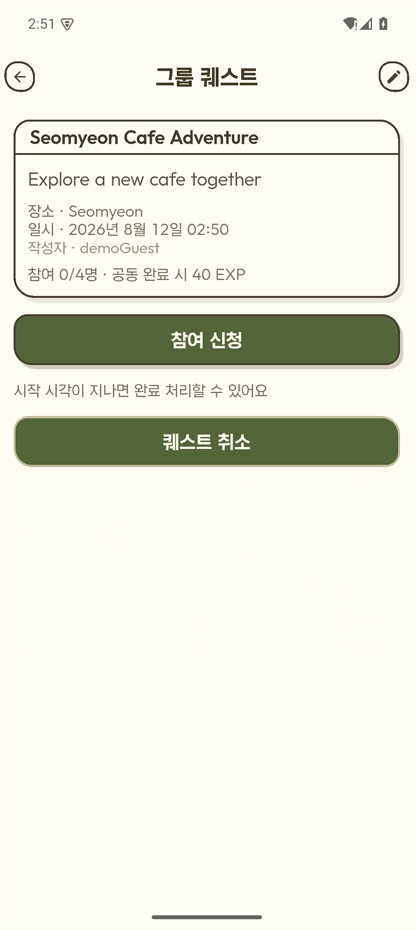 2:51
그룹 퀘스트
Seomyeon Cafe Adventure
Explore a new cafe together
장소 · Seomyeon
일시 · 2026년 8월 12일 02:50
작성자 · demoGuest
참여 0/4명 · 공동 완료 시 40 EXP
참여 신청
시작 시각이 지나면 완료 처리할 수 있어요
퀘스트 취소